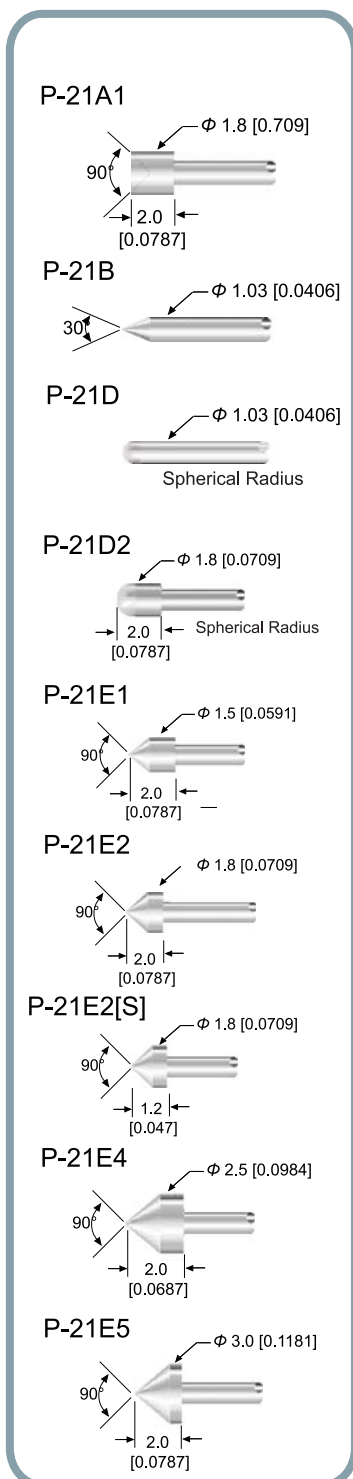 P-21A1
Φ 1.8 [0.709]
90°
2.0
[0.0787]
P-21B
Φ 1.03 [0.0406]
30°
P-21D
Φ 1.03 [0.0406]
Spherical Radius
P-21D2
Φ 1.8 [0.0709]
2.0 Spherical Radius
[0.0787]
P-21E1
Φ 1.5 [0.0591]
90°
2.0
[0.0787] —
P-21E2
Φ 1.8 [0.0709]
90°
2.0
[0.0787]
P-21E2[S]
Φ 1.8 [0.0709]
90°
1.2
[0.047]
P-21E4
Φ 2.5 [0.0984]
90°
2.0
[0.0687]
P-21E5
Φ 3.0 [0.1181]
90°
2.0
[0.0787]